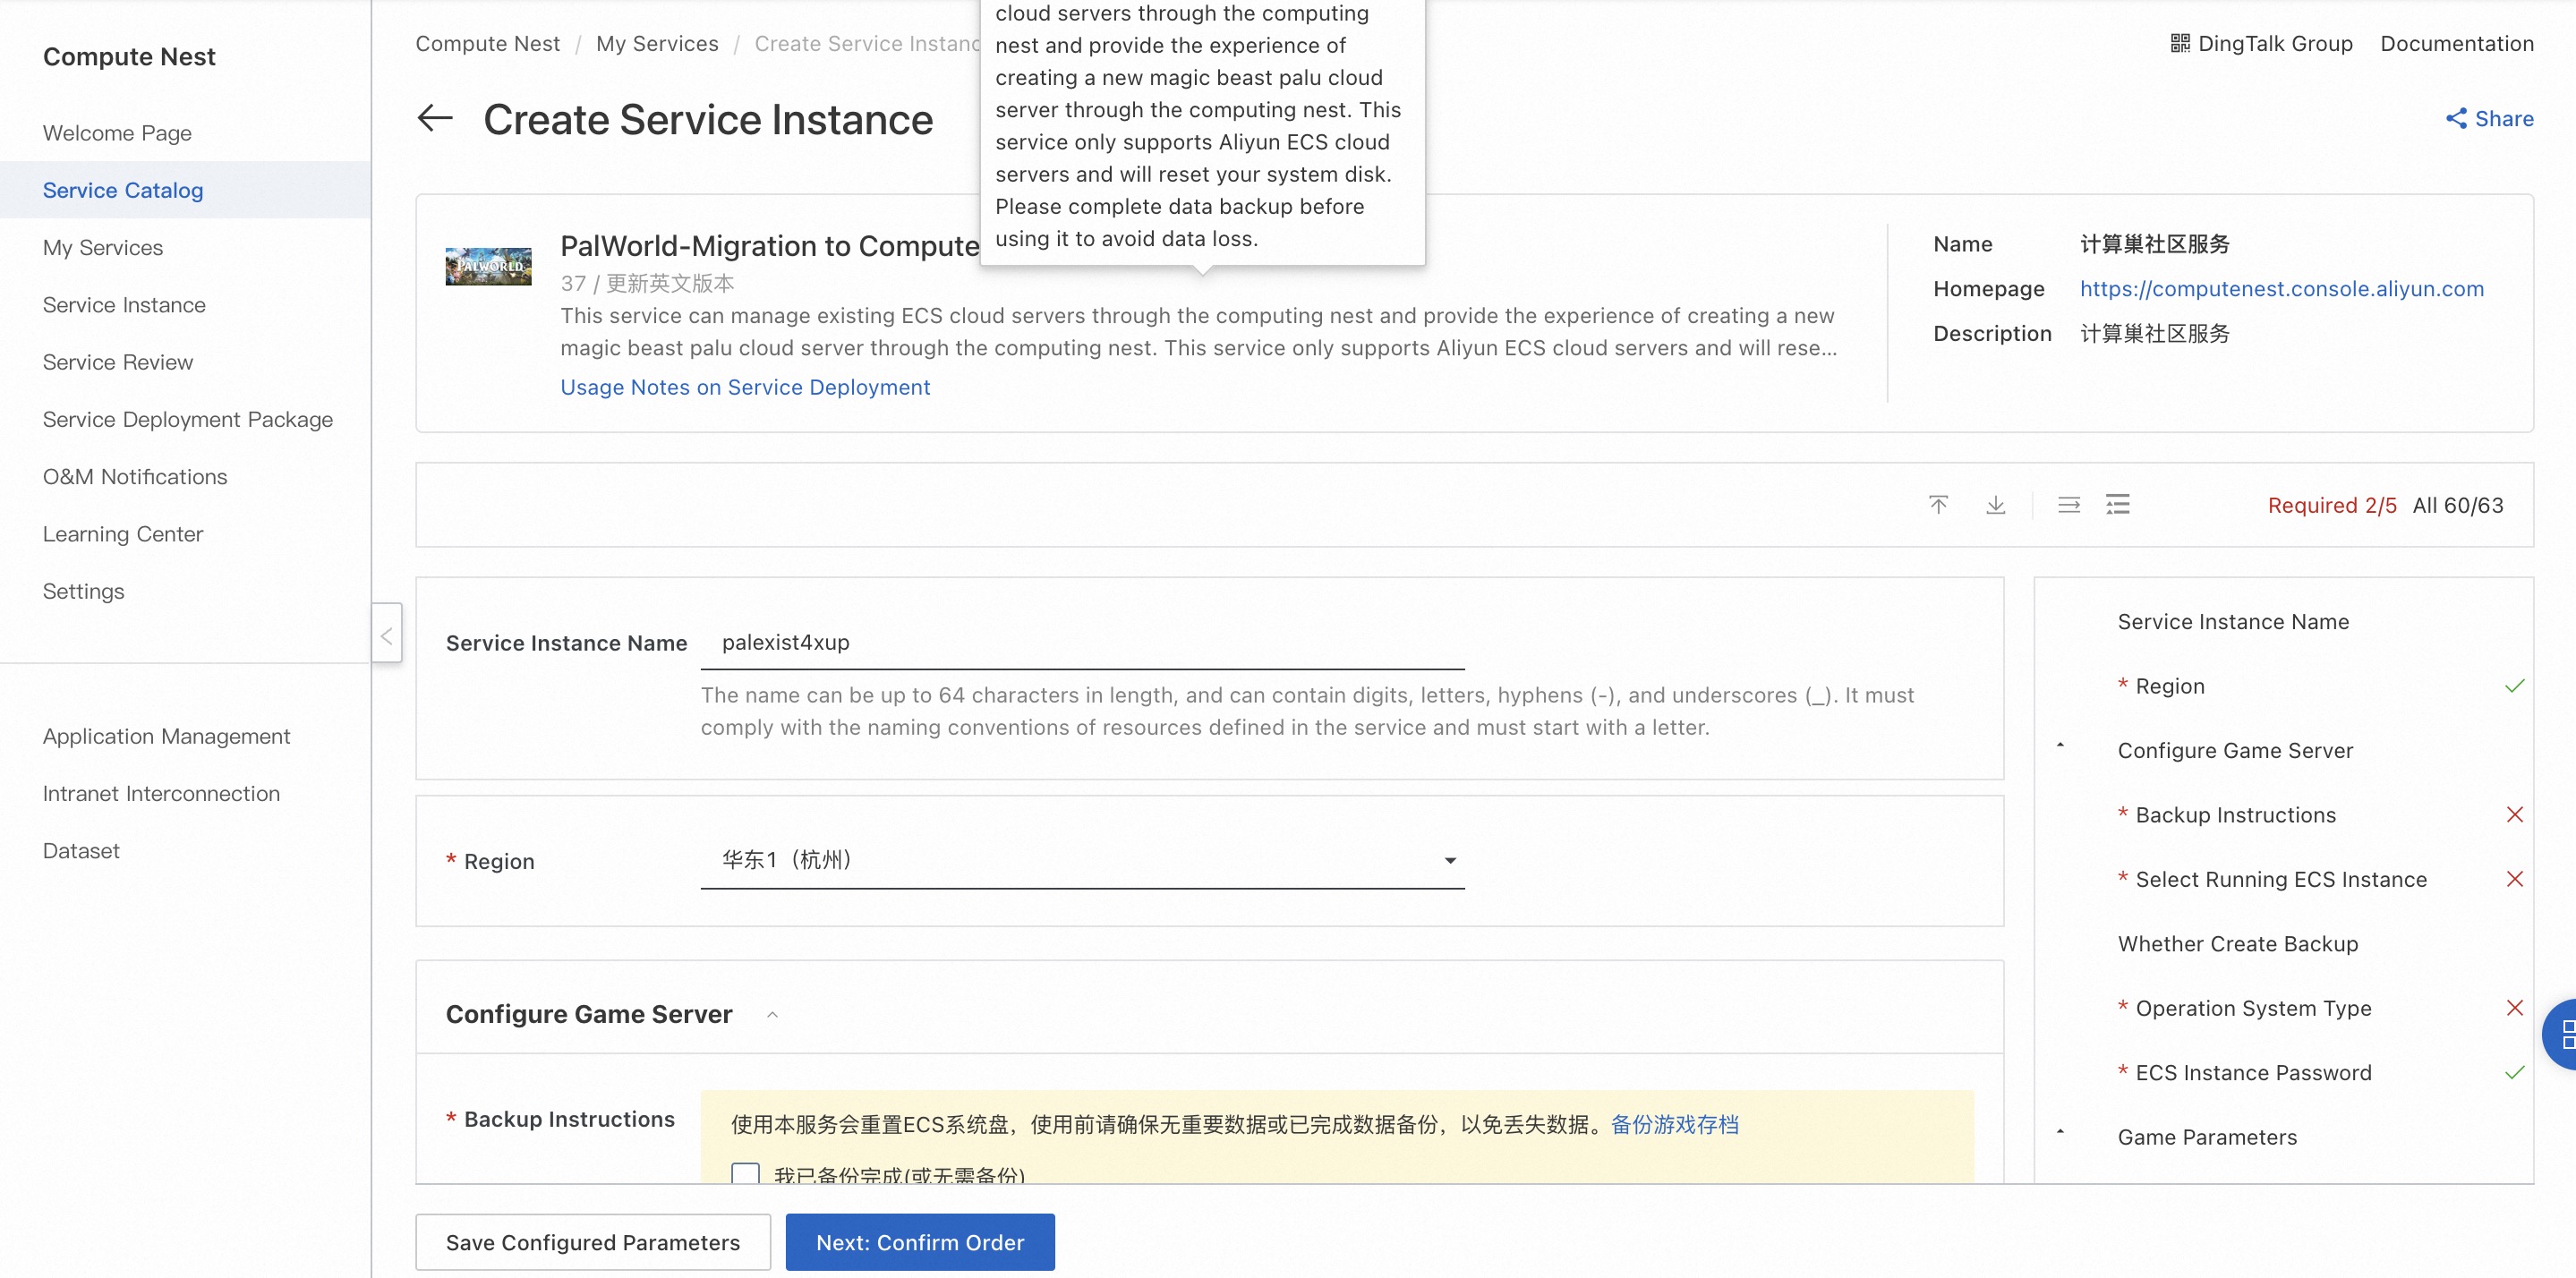 Compute Nest
Welcome Page
Service Catalog
My Services
Service Instance
Service Review
Service Deployment Package
O&M Notifications
Learning Center
Settings
Application Management
Intranet Interconnection
Dataset
Compute Nest / My Services / Create Service Instanc
DingTalk Group
Documentation
Create Service Instance
Share
cloud servers through the computing
nest and provide the experience of
creating a new magic beast palu cloud
server through the computing nest. This
service only supports Aliyun ECS cloud
servers and will reset your system disk.
Please complete data backup before
using it to avoid data loss.
PALWORLD
PalWorld-Migration to Compute
37 / 更新英文版本
This service can manage existing ECS cloud servers through the computing nest and provide the experience of creating a new
magic beast palu cloud server through the computing nest. This service only supports Aliyun ECS cloud servers and will rese...
Usage Notes on Service Deployment
Name 计算巢社区服务
Homepage https://computenest.console.aliyun.com
Description 计算巢社区服务
Required 2/5 All 60/63
Service Instance Name palexist4xup
The name can be up to 64 characters in length, and can contain digits, letters, hyphens (-), and underscores (_). It must
comply with the naming conventions of resources defined in the service and must start with a letter.
* Region 华东1（杭州）
Configure Game Server
* Backup Instructions
使用本服务会重置ECS系统盘，使用前请确保无重要数据或已完成数据备份，以免丢失数据。备份游戏存档
我已备份完成(或无需备份)
Service Instance Name
* Region
Configure Game Server
* Backup Instructions
* Select Running ECS Instance
Whether Create Backup
* Operation System Type
* ECS Instance Password
Game Parameters
Save Configured Parameters
Next: Confirm Order